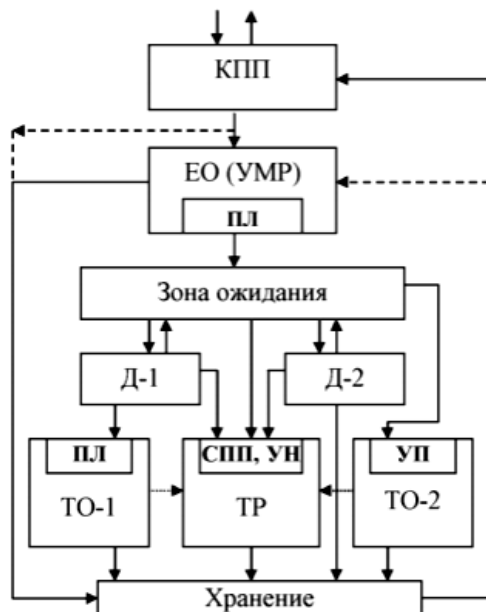 КПП
ЕО (УМР)
ПЛ
Зона ожидания
Д-1
Д-2
ПЛ
СПП, УН
УП
ТО-1
ТР
ТО-2
Хранение